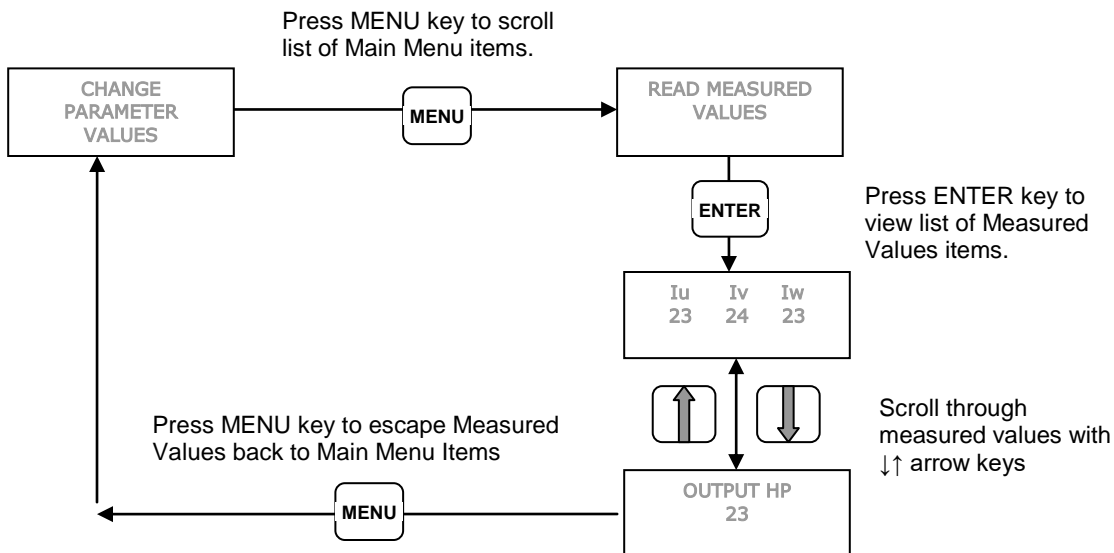 Press MENU key to scroll
list of Main Menu items.
CHANGE
PARAMETER
VALUES
MENU
READ MEASURED
VALUES
ENTER
Press ENTER key to
view list of Measured
Values items.
Iu Iv Iw
23 24 23
Scroll through
measured values with
↓↑ arrow keys
Press MENU key to escape Measured
Values back to Main Menu Items
MENU
OUTPUT HP
23